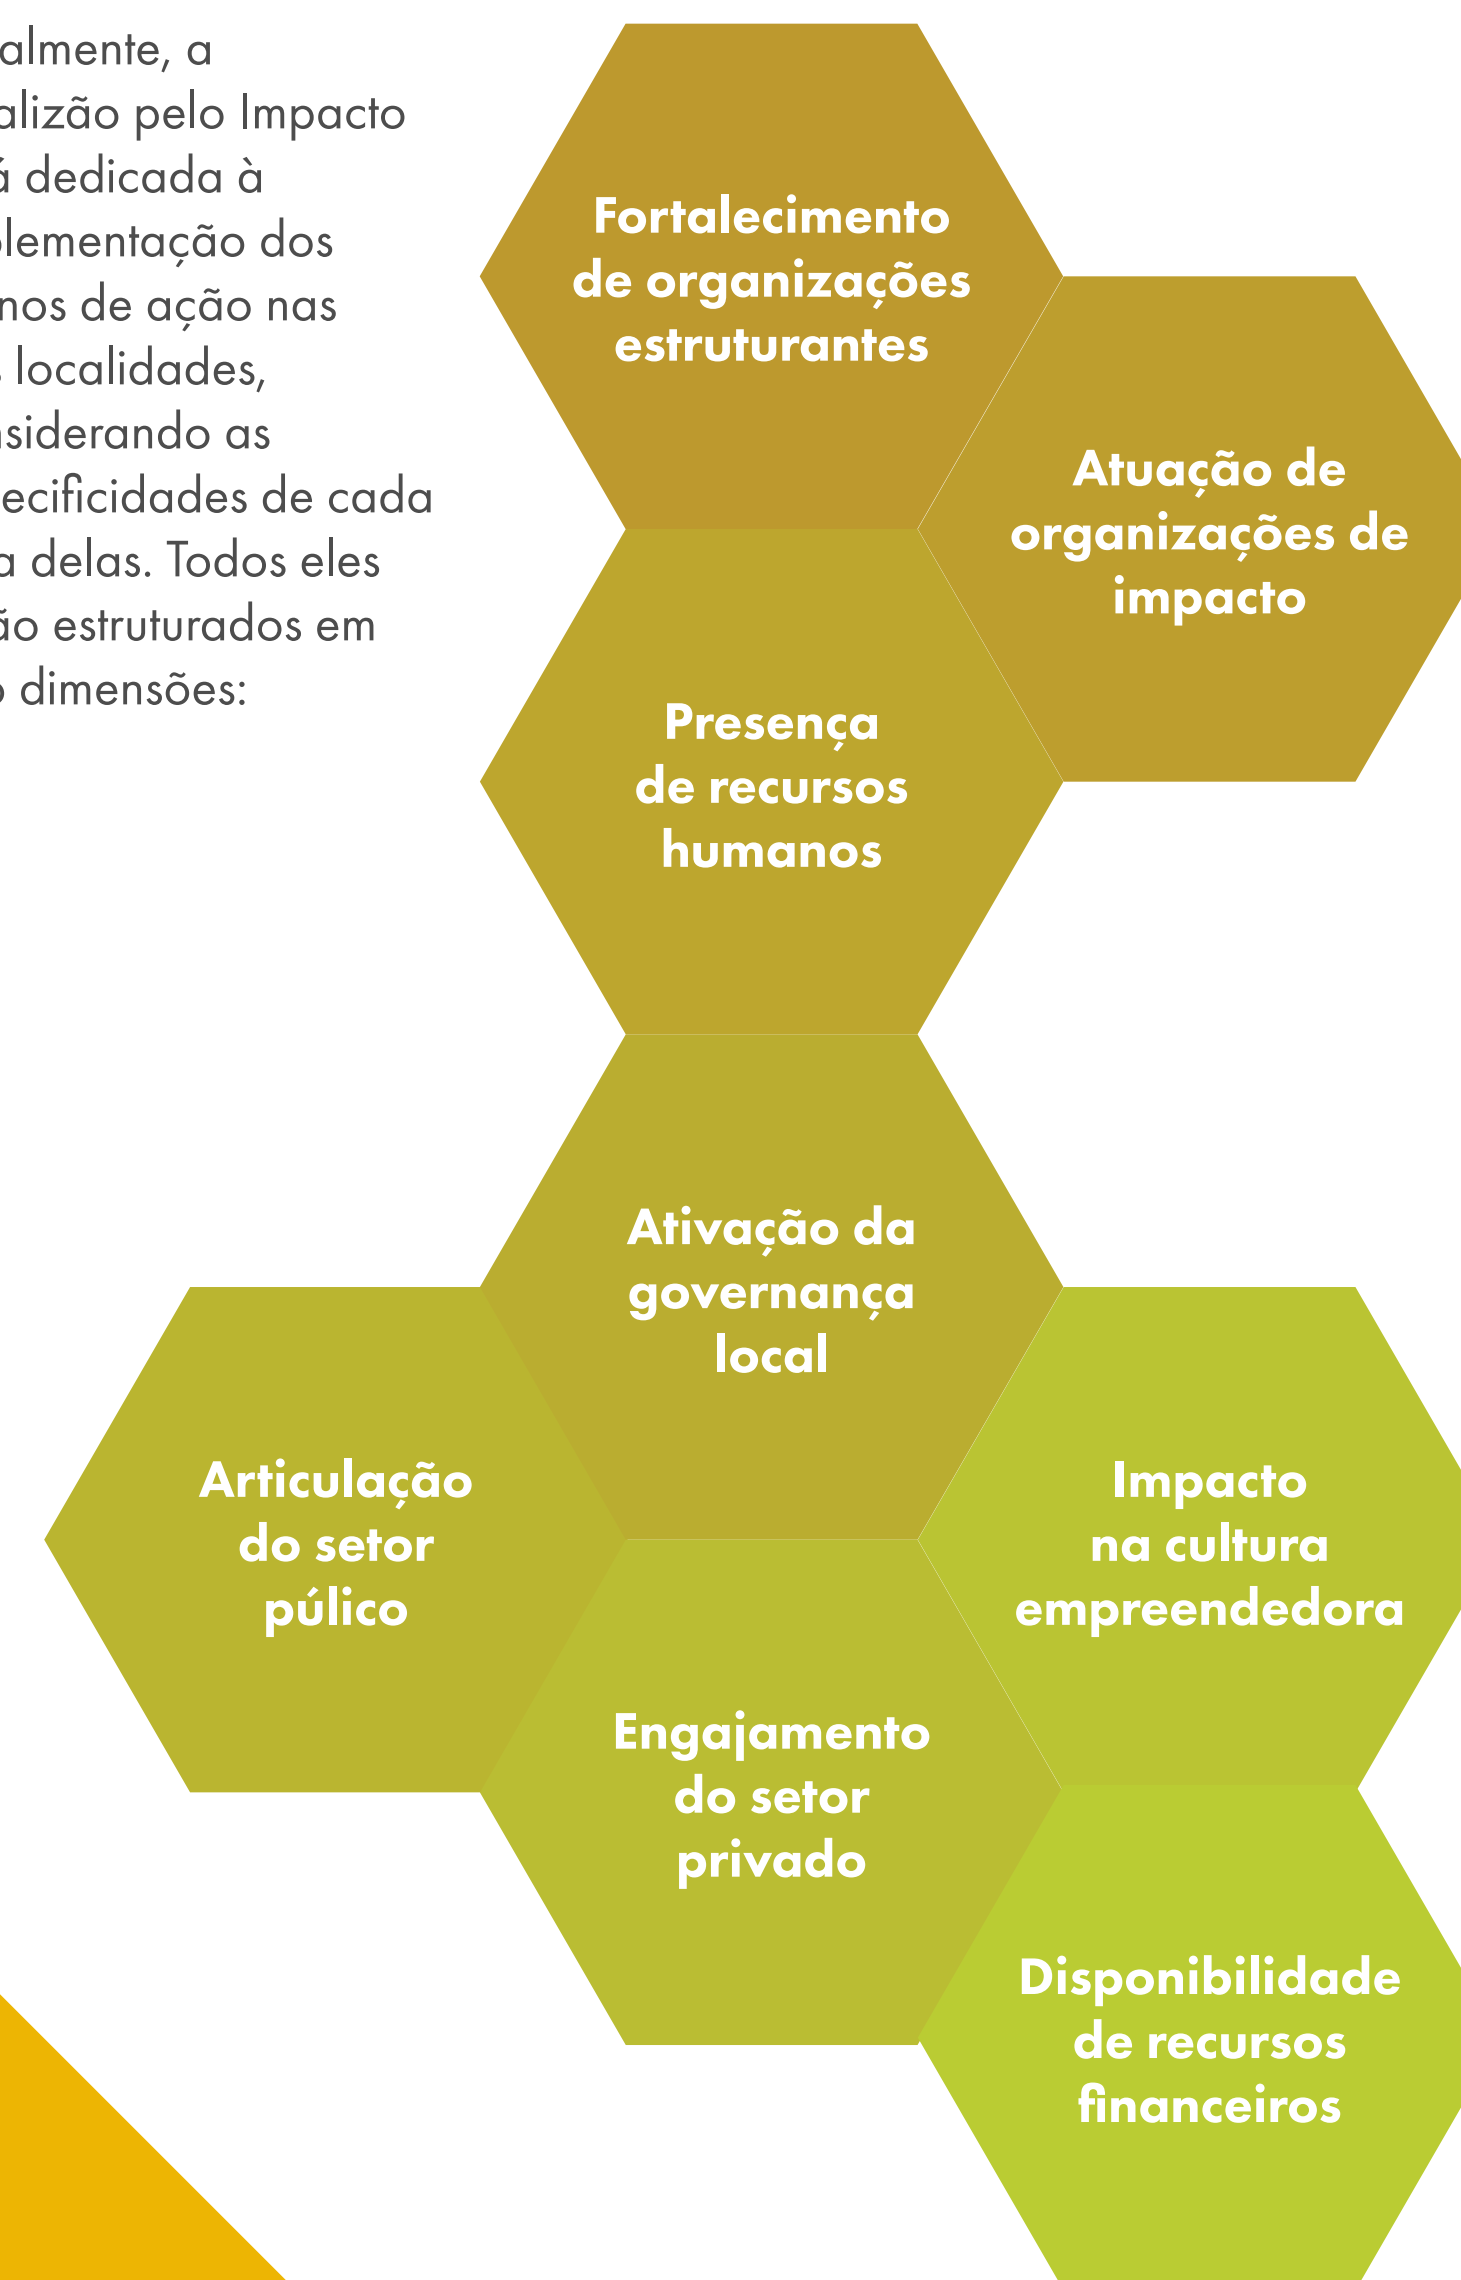 almente, a
alizão pelo Impacto
á dedicada à
plementação dos
nos de ação nas
s localidades,
nsiderando as
pecificidades de cada
a delas. Todos eles
ão estruturados em
o dimensões:
Fortalecimento
de organizações
estruturantes
Atuação de
organizações de
impacto
Presença
de recursos
humanos
Ativação da
governança
local
Articulação
do setor
púlico
Impacto
na cultura
empreendedora
Engajamento
do setor
privado
Disponibilidade
de recursos
financeiros